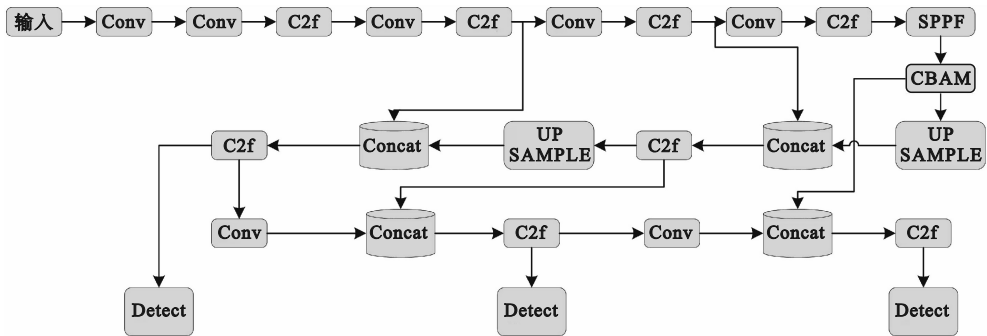 输入 Conv Conv C2f Conv C2f Conv C2f Conv C2f SPPF
CBAM
C2f Concat UP SAMPLE C2f Concat UP SAMPLE
Conv Concat C2f Conv Concat C2f
Detect Detect Detect